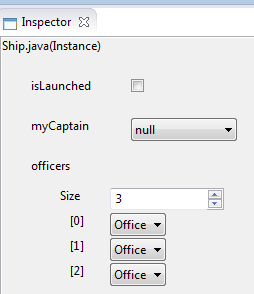 Inspector
Ship.java(Instance)
isLaunched
myCaptain null
officers
Size 3
[0] Office
[1] Office
[2] Office